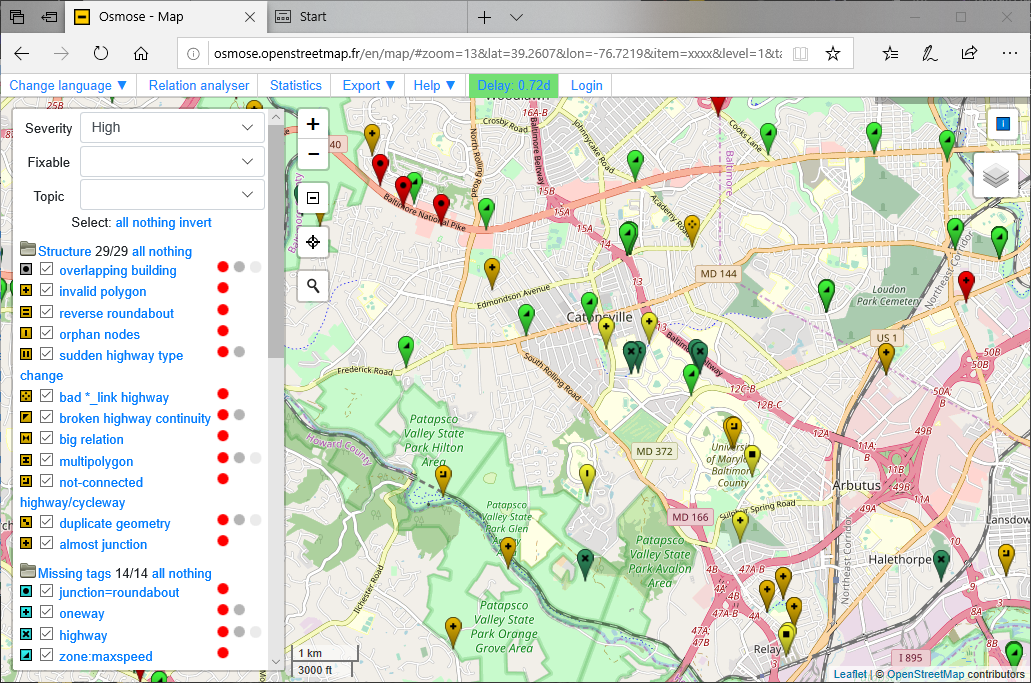 Osmose - Map
Start
osmose.openstreetmap.fr/en/map/#zoom=13&lat=39.2607&lon=-76.7219&item=xxxx&level=1&ta
Change language ▼
Relation analyser
Statistics
Export ▼
Help ▼
Delay: 0.72d
Login
Severity
High
Fixable
Topic
Select: all nothing invert
Structure 29/29 all nothing
overlapping building
invalid polygon
reverse roundabout
orphan nodes
sudden highway type
change
bad *_link highway
broken highway continuity
big relation
multipolygon
not-connected
highway/cycleway
duplicate geometry
almost junction
Missing tags 14/14 all nothing
junction=roundabout
oneway
highway
zone:maxspeed
+
−
40
16A-B
Crosby Road
Johnnycake Road
Cooks Lane
North Rolling Road
Baltimore Beltway
15B
15A
14
13
Baltimore National Pike
Academy Road
MD 144
Northeast Corridor
Loudon
Park Cemetery
Edmondson Avenue
Catonsville
US 1
Baltimore Beltway
50B
50A
50A-B
Frederick Road
South Rolling Road
12B-C
12A
11A
11B
49B
Patapsco
Valley State
Park Hilton
Area
Howard County
MD 372
University
of Maryland
Baltimore
County
Arbutus
Patapsco
Valley State
Park Glen
MD 166
Sulphur Spring Road
Lansdow
Patapsco
Valley State
Park Avalon
Area
Halethorpe
Northeast Corridor
4B
4A
47B
47A-B
47A
8A
Ilchester Road
Patapsco
Valley State
Park Orange
Grove Area
Relay
I 895
1 km
3000 ft
Leaflet | © OpenStreetMap contributors